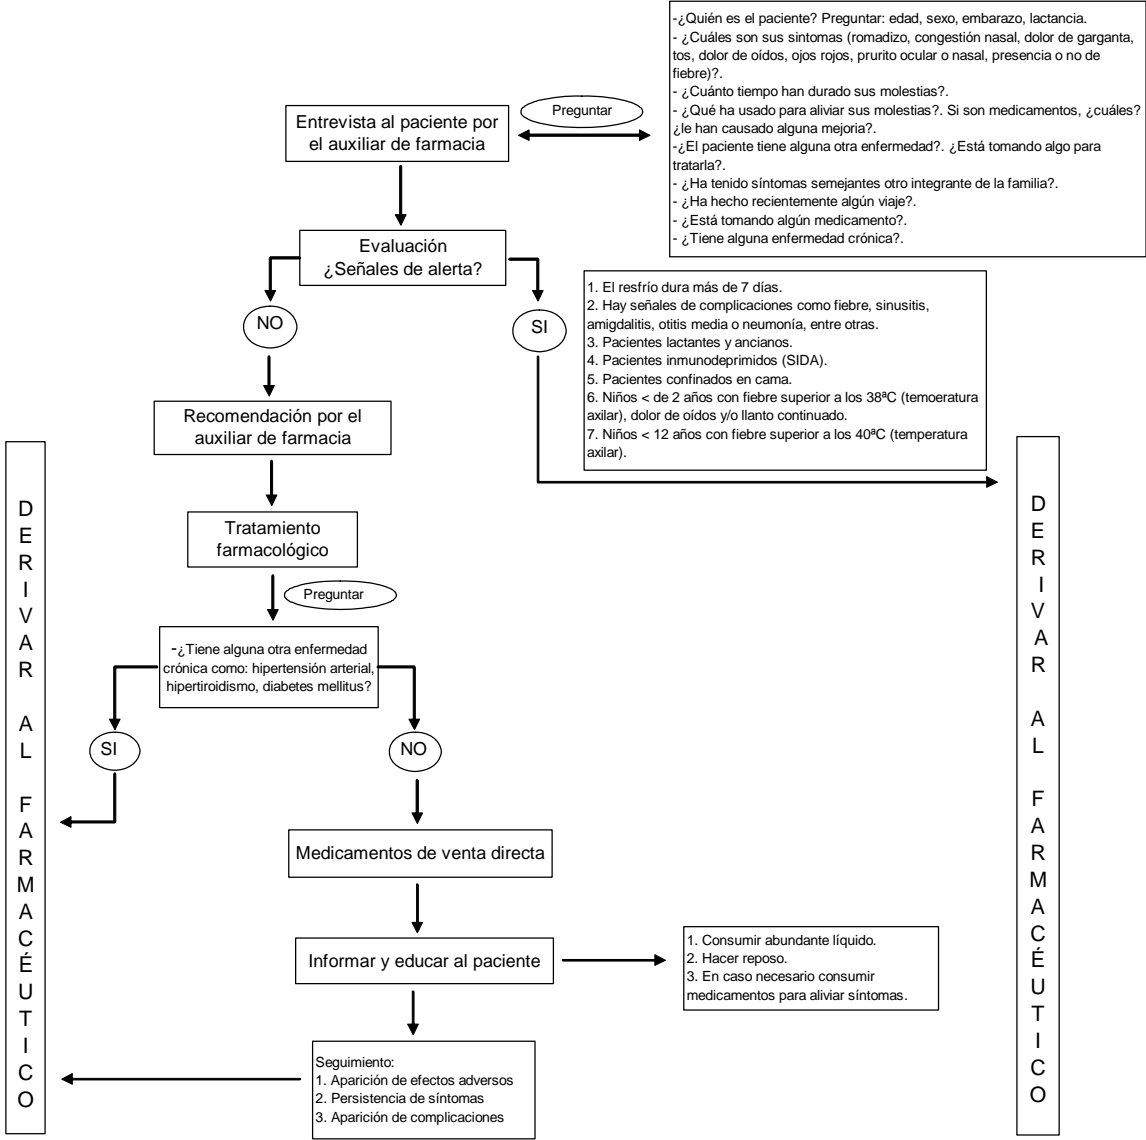 -¿Quién es el paciente? Preguntar: edad, sexo, embarazo, lactancia.
- ¿Cuáles son sus sintomas (romadizo, congestión nasal, dolor de garganta,
tos, dolor de oídos, ojos rojos, prurito ocular o nasal, presencia o no de
fiebre)?.
- ¿Cuánto tiempo han durado sus molestias?.
- ¿Qué ha usado para aliviar sus molestias?. Si son medicamentos, ¿cuáles?
¿le han causado alguna mejoria?.
-¿El paciente tiene alguna otra enfermedad?. ¿Está tomando algo para
tratarla?.
- ¿Ha tenido síntomas semejantes otro integrante de la familia?.
- ¿Ha hecho recientemente algún viaje?.
- ¿Está tomando algún medicamento?.
- ¿Tiene alguna enfermedad crónica?.
Preguntar
Entrevista al paciente por
el auxiliar de farmacia
Evaluación
¿Señales de alerta?
NO
SI
1. El resfrío dura más de 7 días.
2. Hay señales de complicaciones como fiebre, sinusitis,
amigdalitis, otitis media o neumonía, entre otras.
3. Pacientes lactantes y ancianos.
4. Pacientes inmunodeprimidos (SIDA).
5. Pacientes confinados en cama.
6. Niños < de 2 años con fiebre superior a los 38ªC (temoeratura
axilar), dolor de oídos y/o llanto continuado.
7. Niños < 12 años con fiebre superior a los 40ªC (temperatura
axilar).
Recomendación por el
auxiliar de farmacia
Tratamiento
farmacológico
Preguntar
-¿Tiene alguna otra enfermedad
crónica como: hipertensión arterial,
hipertiroidismo, diabetes mellitus?
SI
NO
Medicamentos de venta directa
Informar y educar al paciente
1. Consumir abundante líquido.
2. Hacer reposo.
3. En caso necesario consumir
medicamentos para aliviar síntomas.
Seguimiento:
1. Aparición de efectos adversos
2. Persistencia de síntomas
3. Aparición de complicaciones
DERIVAR AL FARMACÉUTICO
DERIVAR AL FARMACÉUTICO